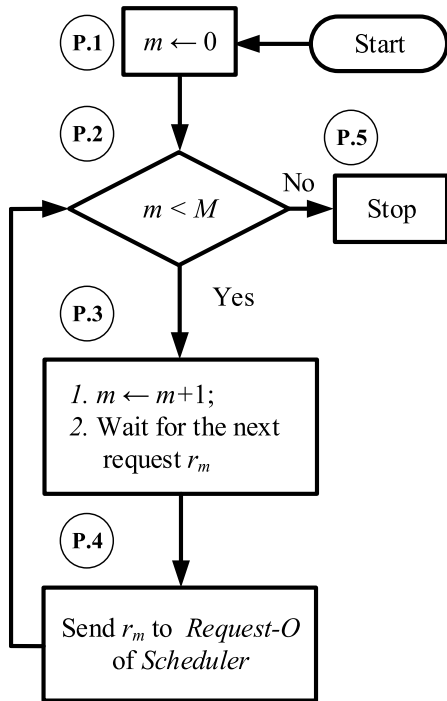 P.1
m ← 0
Start
P.2
P.5
m < M
No
Stop
Yes
P.3
1. m ← m+1;
2. Wait for the next
request rm
P.4
Send rm to Request-O
of Scheduler